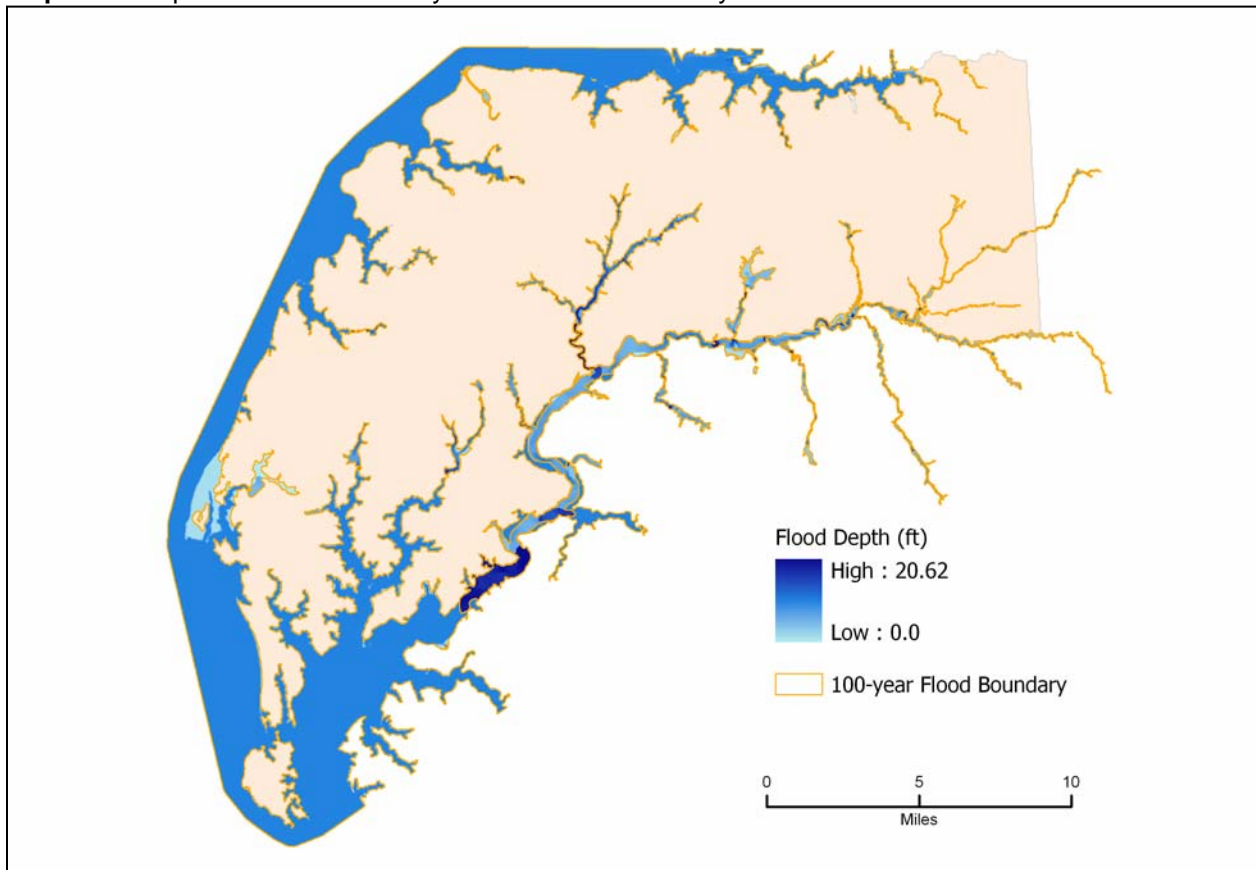 Flood Depth (ft)
High : 20.62
Low : 0.0
100-year Flood Boundary
0 5 10
Miles